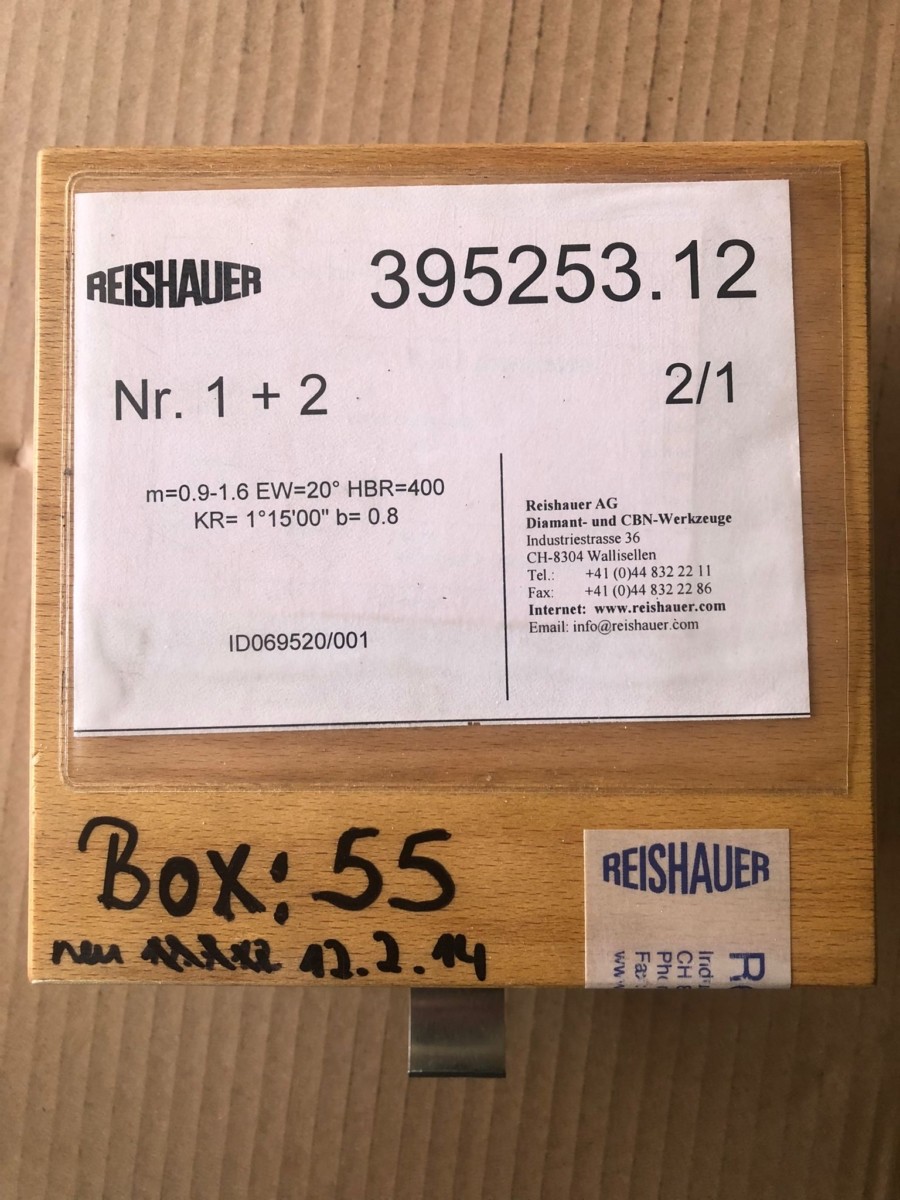 REISHAUER 395253.12
Nr. 1 + 2 2/1
m=0.9-1.6 EW=20° HBR=400
KR= 1°15'00" b= 0.8
ID069520/001
Reishauer AG
Diamant- und CBN-Werkzeuge
Industriestrasse 36
CH-8304 Wallisellen
Tel.: +41 (0)44 832 22 11
Fax: +41 (0)44 832 22 86
Internet: www.reishauer.com
Email: info@reishauer.com
Box: 55
neu 12.2.14
REISHAUER